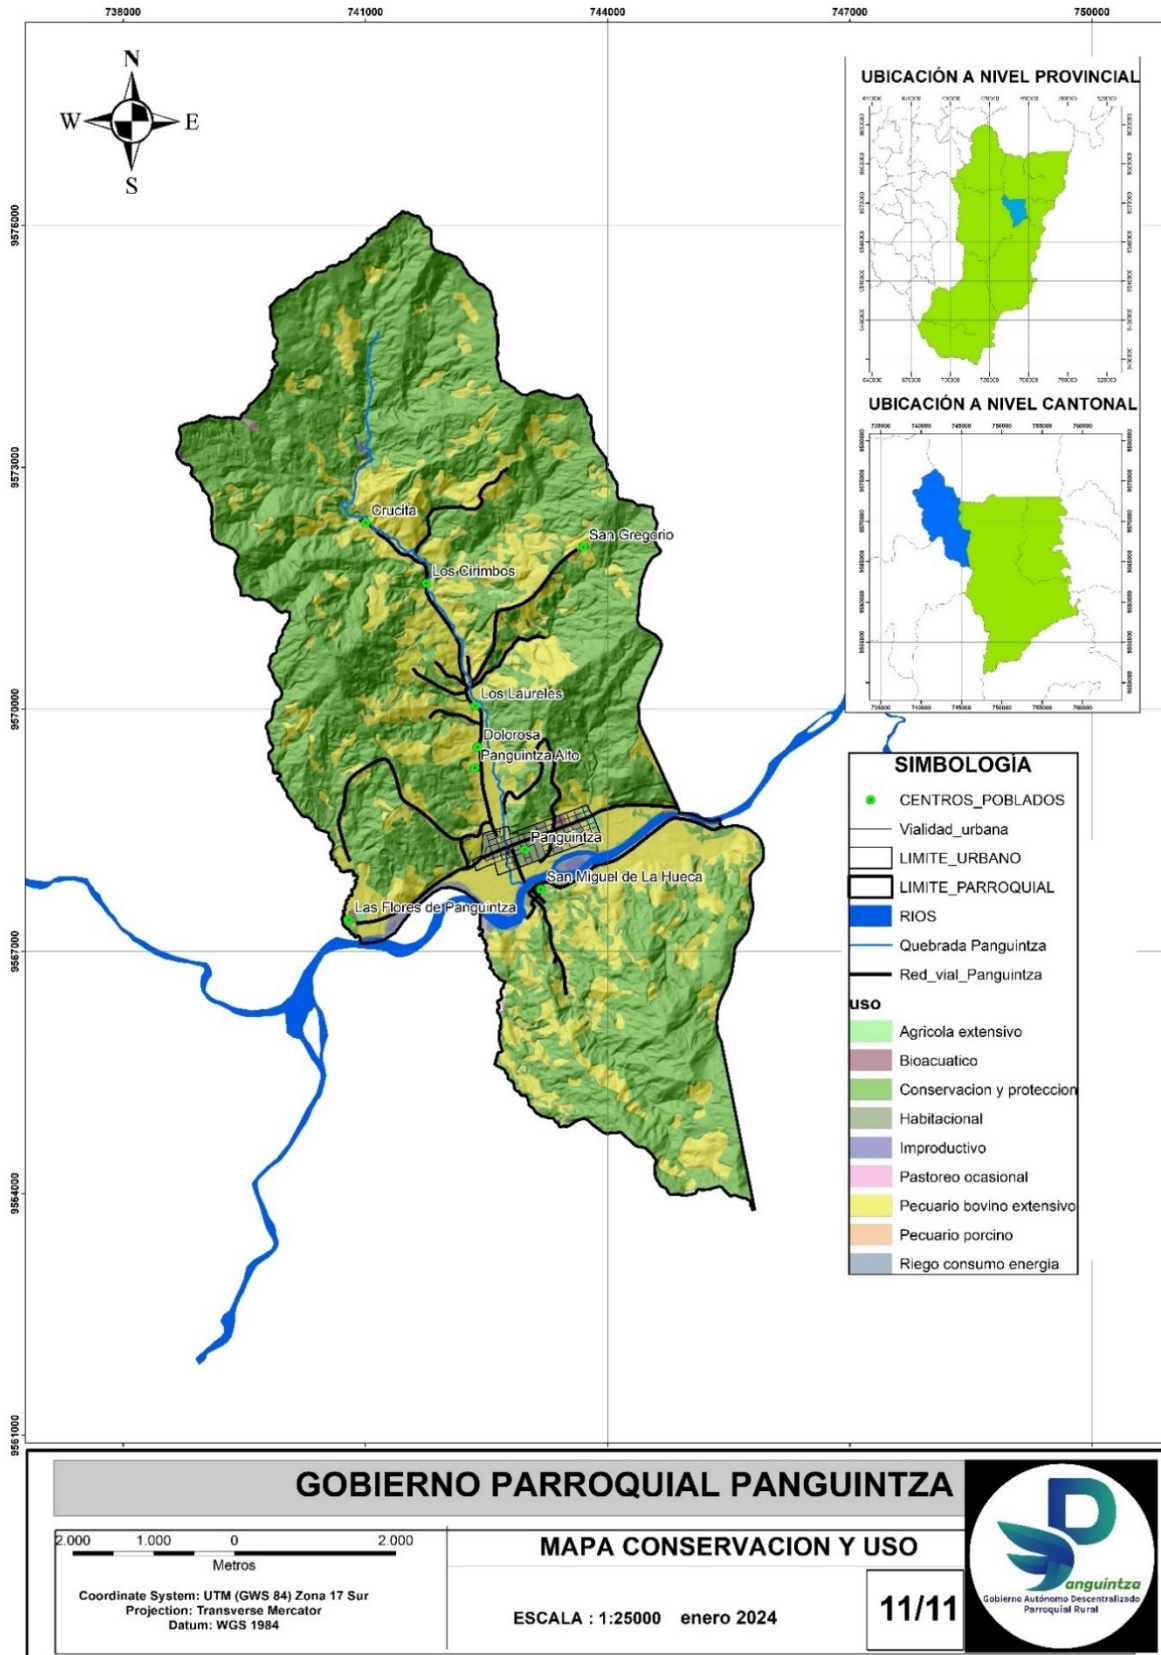 738000
741000
744000
747000
750000
N
W
E
S
9576000
9573000
9570000
9567000
9564000
9561000
Crucita
San Gregorio
Los Cirimbos
Los Laureles
Dolorosa
Panguintza Alto
Panguintza
San Miguel de La Hueca
Las Flores de Panguintza
UBICACIÓN A NIVEL PROVINCIAL
UBICACIÓN A NIVEL CANTONAL
SIMBOLOGÍA
CENTROS_POBLADOS
Vialidad_urbana
LIMITE_URBANO
LIMITE_PARROQUIAL
RIOS
Quebrada Panguintza
Red_vial_Panguintza
uso
Agricola extensivo
Bioacuatico
Conservacion y proteccion
Habitacional
Improductivo
Pastoreo ocasional
Pecuario bovino extensivo
Pecuario porcino
Riego consumo energia
GOBIERNO PARROQUIAL PANGUINTZA
2.000 1.000 0 2.000
Metros
Coordinate System: UTM (GWS 84) Zona 17 Sur
Projection: Transverse Mercator
Datum: WGS 1984
MAPA CONSERVACION Y USO
ESCALA : 1:25000 enero 2024
11/11
Panguintza
Gobierno Autónomo Descentralizado
Parroquial Rural